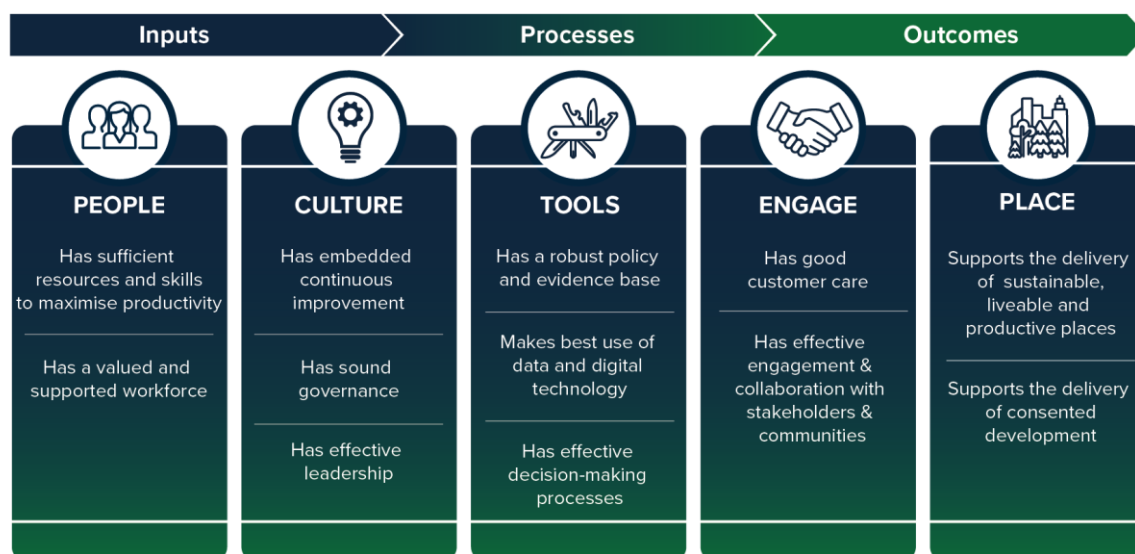 Inputs
Processes
Outcomes
PEOPLE
Has sufficient
resources and skills
to maximise productivity
Has a valued and
supported workforce
CULTURE
Has embedded
continuous
improvement
Has sound
governance
Has effective
leadership
TOOLS
Has a robust policy
and evidence base
Makes best use of
data and digital
technology
Has effective
decision-making
processes
ENGAGE
Has good
customer care
Has effective
engagement &
collaboration with
stakeholders &
communities
PLACE
Supports the delivery
of sustainable,
liveable and
productive places
Supports the delivery
of consented
development